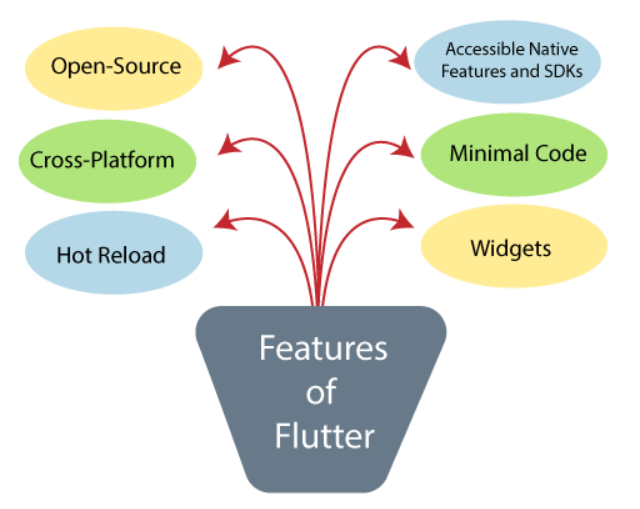 Open-Source
Cross-Platform
Hot Reload
Accessible Native
Features and SDKs
Minimal Code
Widgets
Features
of
Flutter